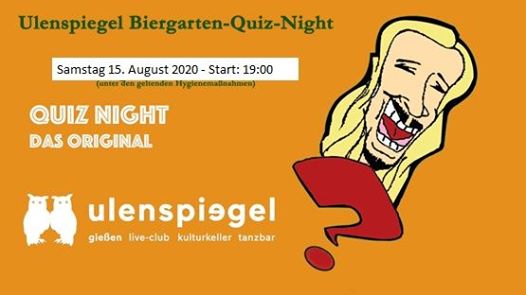 Ulenspiegel Biergarten-Quiz-Night
Samstag 15. August 2020 - Start: 19:00
(unter den geltenden Hygienemaßnahmen)
QUIZ NIGHT
DAS ORIGINAL
ulenspiegel
gießen live-club kulturkeller tanzbar